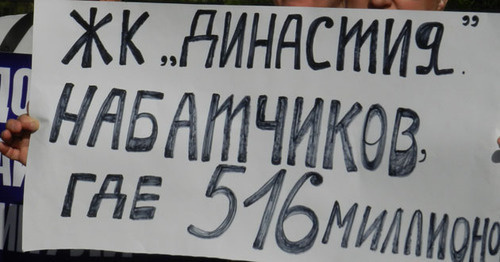 ЖК „ДИНАСТИЯ.”
НАБАТЧИКОВ,
ГДЕ 516 миллионо